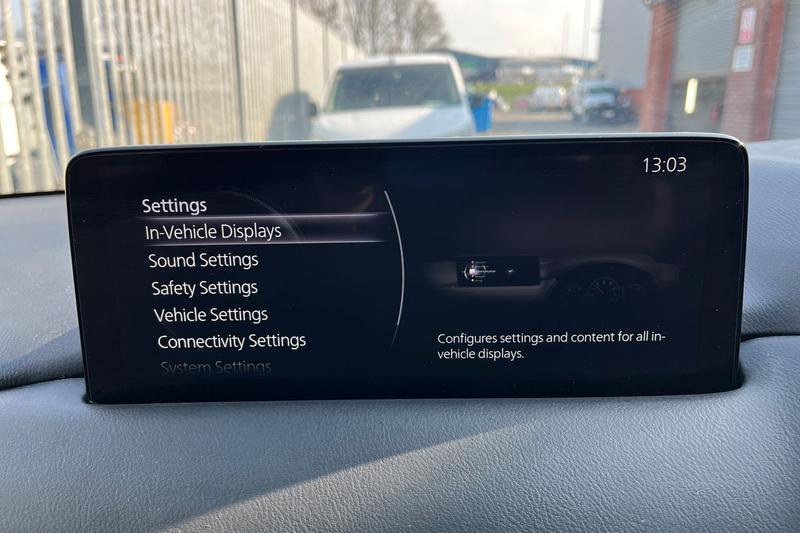 13:03
Settings
In-Vehicle Displays
Sound Settings
Safety Settings
Vehicle Settings
Connectivity Settings
System Settings
Configures settings and content for all in-
vehicle displays.